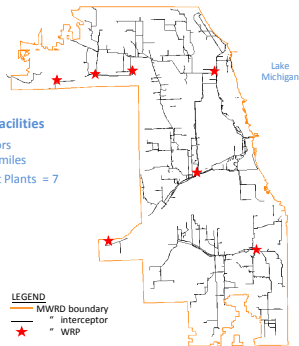 Lake
Michigan
acilities
ors
miles
t Plants = 7
LEGEND
MWRD boundary
" interceptor
" WRP